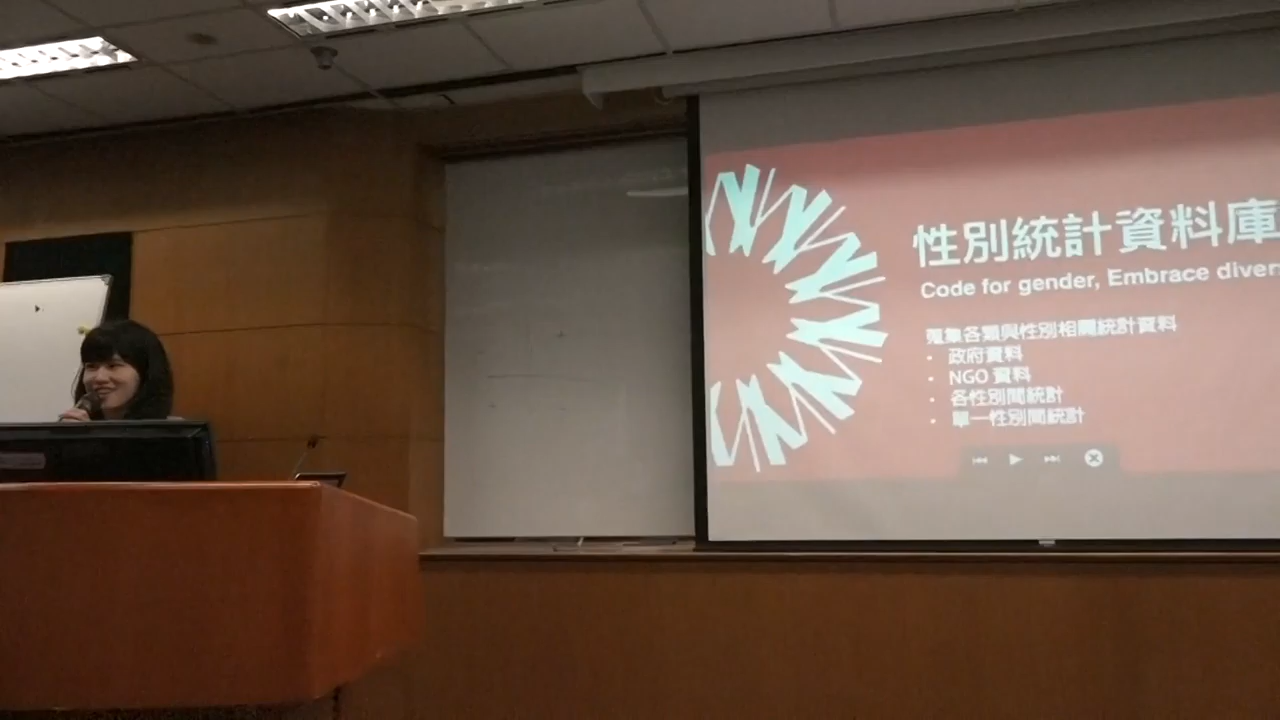 性別統計資料庫
Code for gender, Embrace diver
蒐集各類與性別相關統計資料
• 政府資料
• NGO 資料
• 各性別間統計
• 單一性別間統計